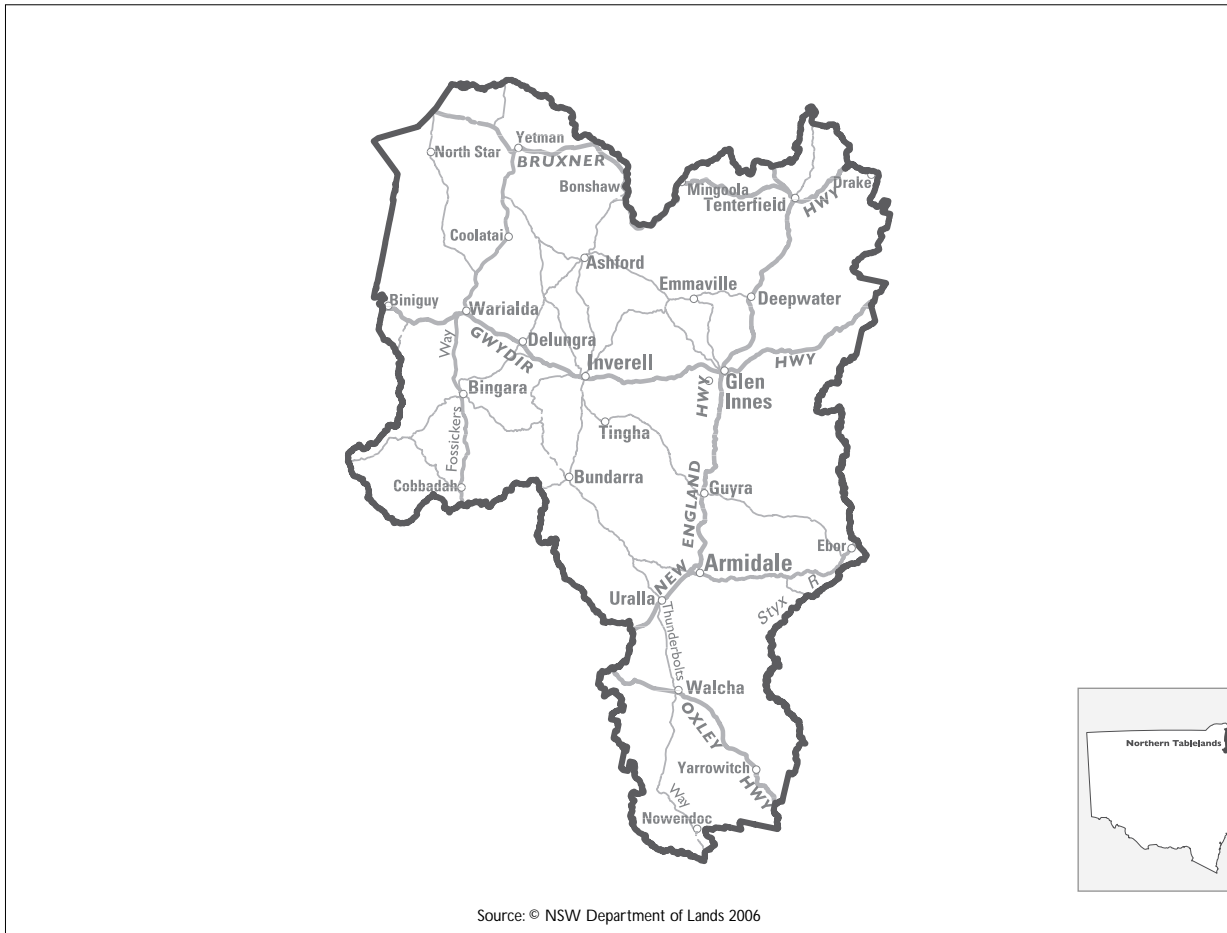 Yetman
North Star
BRUXNER
Bonshaw
Mingoola
Drake
Tenterfield
HWY
Coolatai
Ashford
Emmaville
Deepwater
Biniguy
Warialda
Way
GWYDIR
Delungra
Inverell
HWY
Glen
Innes
HWY
Bingara
Fossickers
Tingha
Cobbadah
Bundarra
ENGLAND
Guyra
Ebor
Armidale
NEW
Styx R
Uralla
Thunderbolts
Walcha
OXLEY
Yarrowitch
HWY
Way
Nowendoc
Northern Tablelands
Source: © NSW Department of Lands 2006